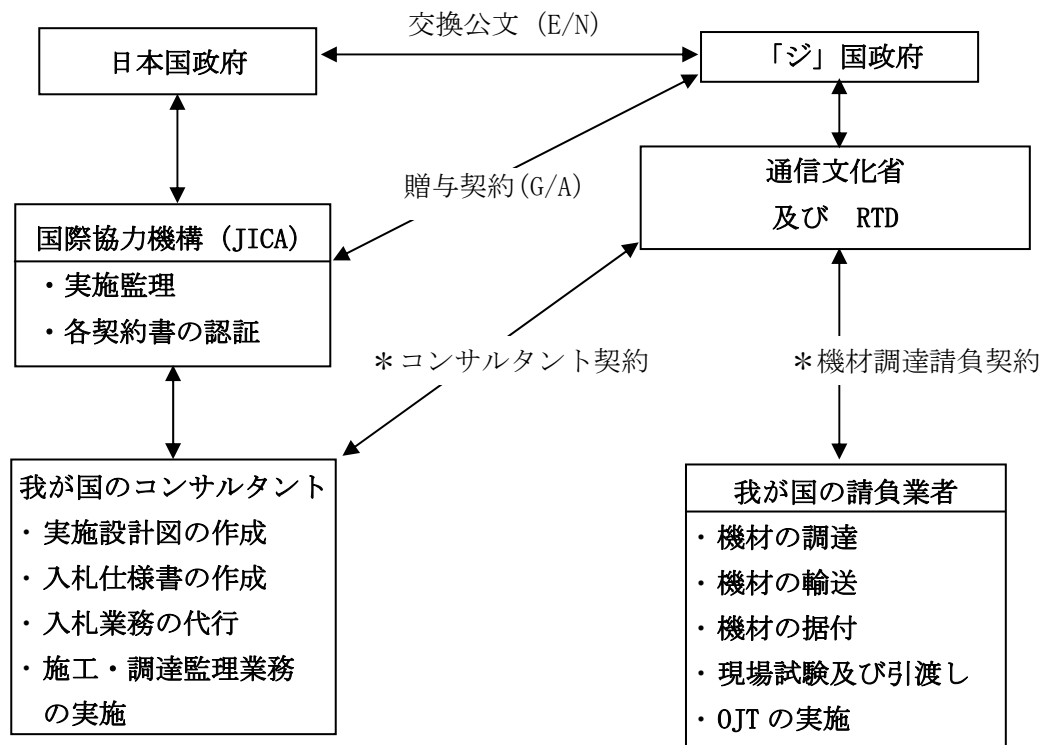 交換公文 (E/N)
日本国政府
「ジ」国政府
通信文化省
及び RTD
贈与契約(G/A)
国際協力機構 (JICA)
・実施監理
・各契約書の認証
＊コンサルタント契約
＊機材調達請負契約
我が国のコンサルタント
・実施設計図の作成
・入札仕様書の作成
・入札業務の代行
・施工・調達監理業務
の実施
我が国の請負業者
・機材の調達
・機材の輸送
・機材の据付
・現場試験及び引渡し
・OJT の実施